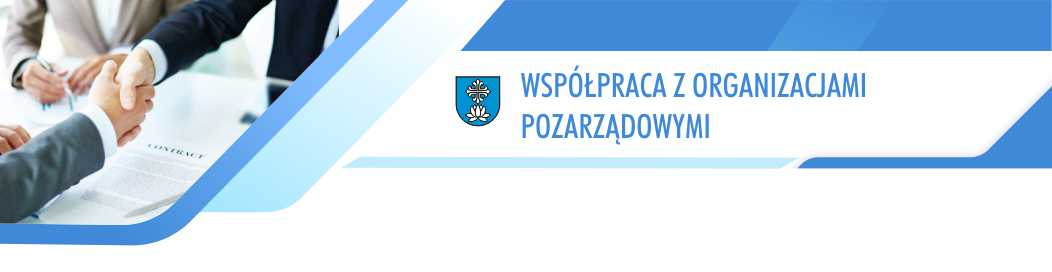 WSPÓŁPRACA Z ORGANIZACJAMI
POZARZĄDOWYMI
CONTRACT